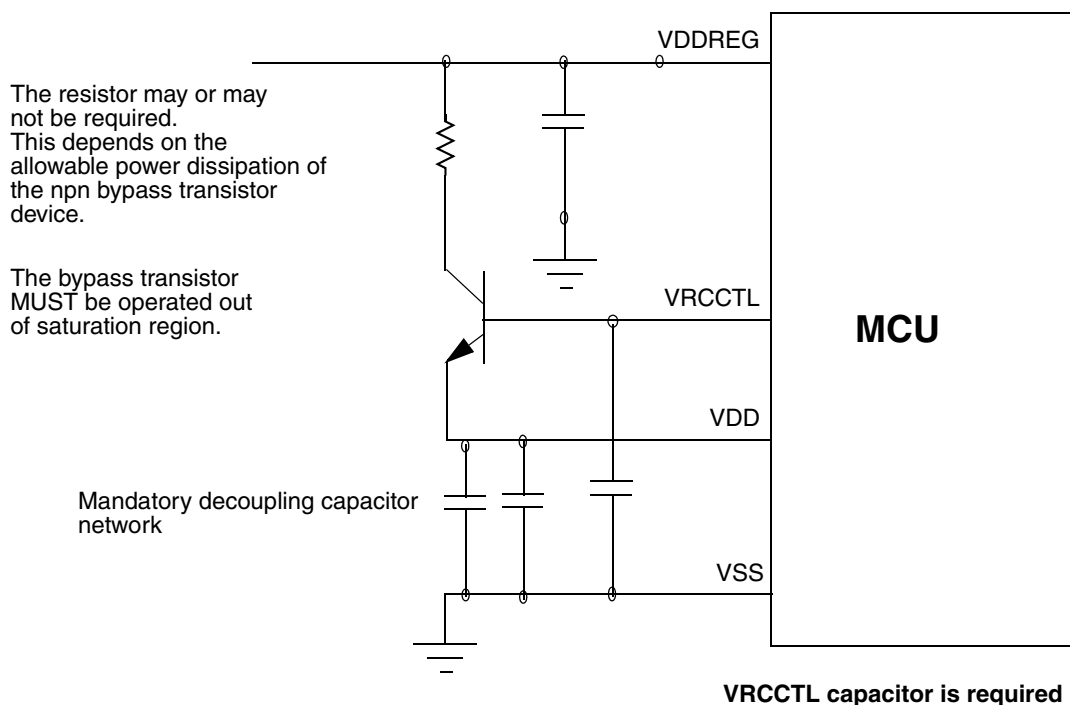 VDDREG
The resistor may or may
not be required.
This depends on the
allowable power dissipation of
the npn bypass transistor
device.
The bypass transistor
MUST be operated out
of saturation region.
VRCCTL
MCU
VDD
Mandatory decoupling capacitor
network
VSS
VRCCTL capacitor is required